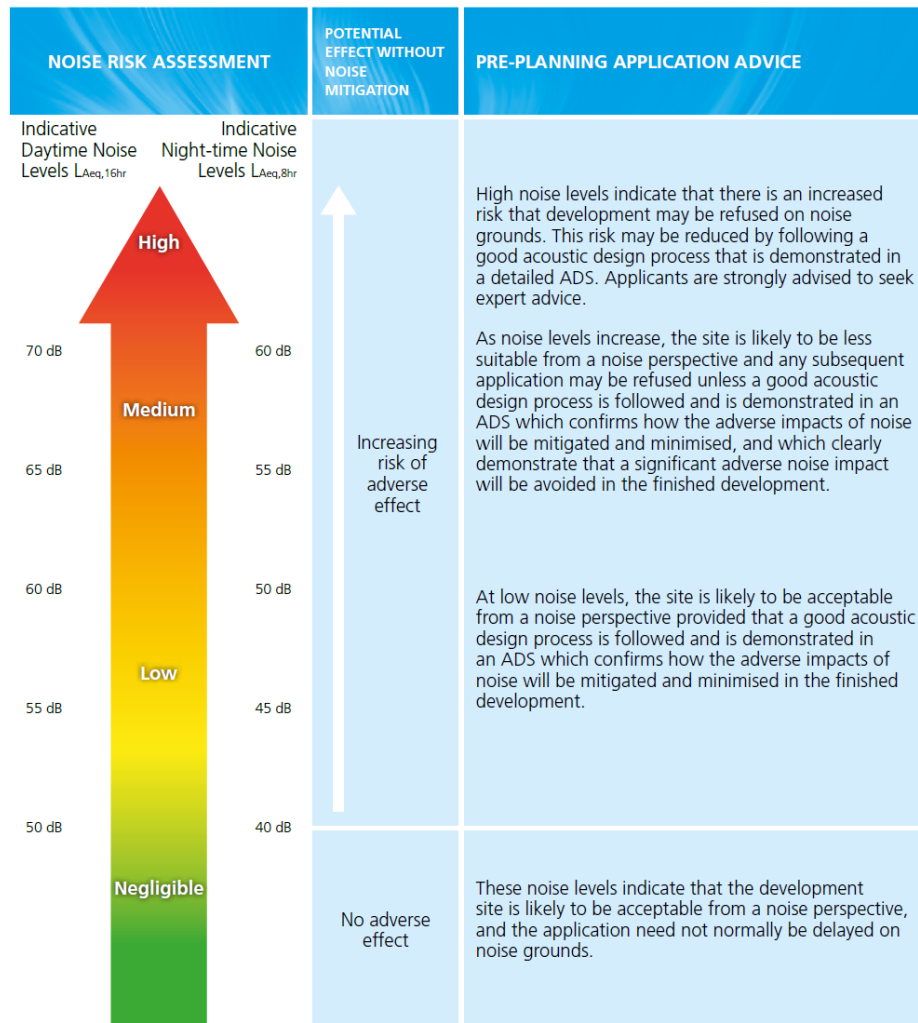 NOISE RISK ASSESSMENT
POTENTIAL
EFFECT WITHOUT
NOISE
MITIGATION
PRE-PLANNING APPLICATION ADVICE
Indicative
Daytime Noise
Levels LAeq,16hr
Indicative
Night-time Noise
Levels LAeq,8hr
High
70 dB
60 dB
Medium
65 dB
55 dB
60 dB
50 dB
Low
55 dB
45 dB
50 dB
40 dB
Negligible
Increasing
risk of
adverse
effect
No adverse
effect
High noise levels indicate that there is an increased
risk that development may be refused on noise
grounds. This risk may be reduced by following a
good acoustic design process that is demonstrated in
a detailed ADS. Applicants are strongly advised to seek
expert advice.
As noise levels increase, the site is likely to be less
suitable from a noise perspective and any subsequent
application may be refused unless a good acoustic
design process is followed and is demonstrated in an
ADS which confirms how the adverse impacts of noise
will be mitigated and minimised, and which clearly
demonstrate that a significant adverse noise impact
will be avoided in the finished development.
At low noise levels, the site is likely to be acceptable
from a noise perspective provided that a good acoustic
design process is followed and is demonstrated in
an ADS which confirms how the adverse impacts of
noise will be mitigated and minimised in the finished
development.
These noise levels indicate that the development
site is likely to be acceptable from a noise perspective,
and the application need not normally be delayed on
noise grounds.